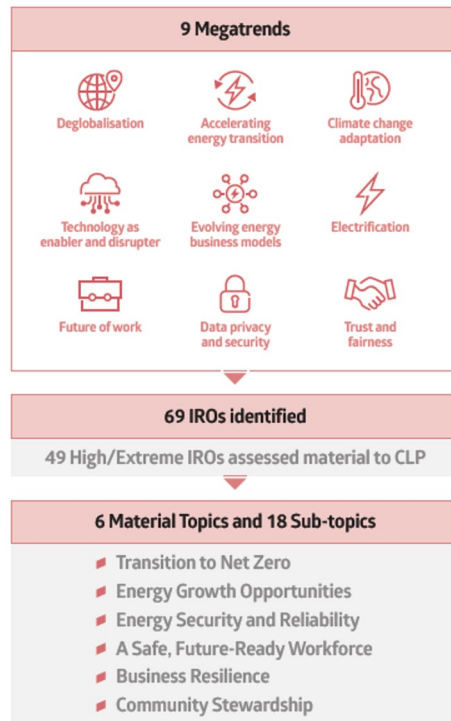 9 Megatrends
Deglobalisation
Accelerating
energy transition
Climate change
adaptation
Technology as
enabler and disrupter
Evolving energy
business models
Electrification
Future of work
Data privacy
and security
Trust and
fairness
69 IROs identified
49 High/Extreme IROs assessed material to CLP
6 Material Topics and 18 Sub-topics
Transition to Net Zero
Energy Growth Opportunities
Energy Security and Reliability
A Safe, Future-Ready Workforce
Business Resilience
Community Stewardship